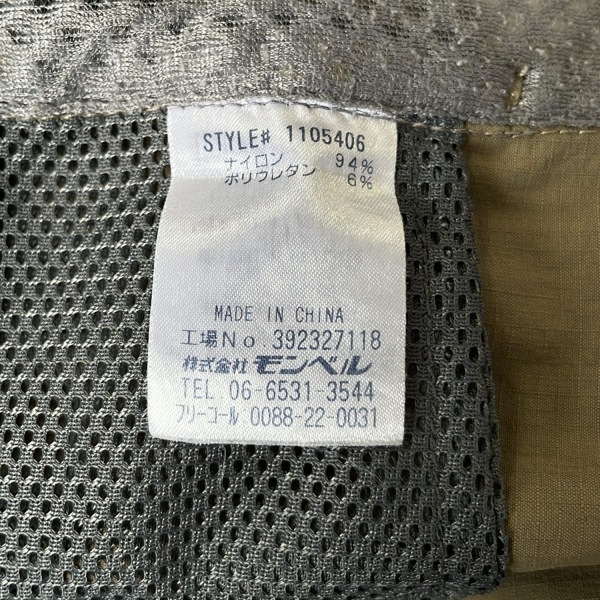 STYLE# 1105406
ナイロン 94%
ポリウレタン 6%
MADE IN CHINA
工場No 392327118
株式会社 モンベル
TEL. 06-6531-3544
フリーコール 0088-22-0031